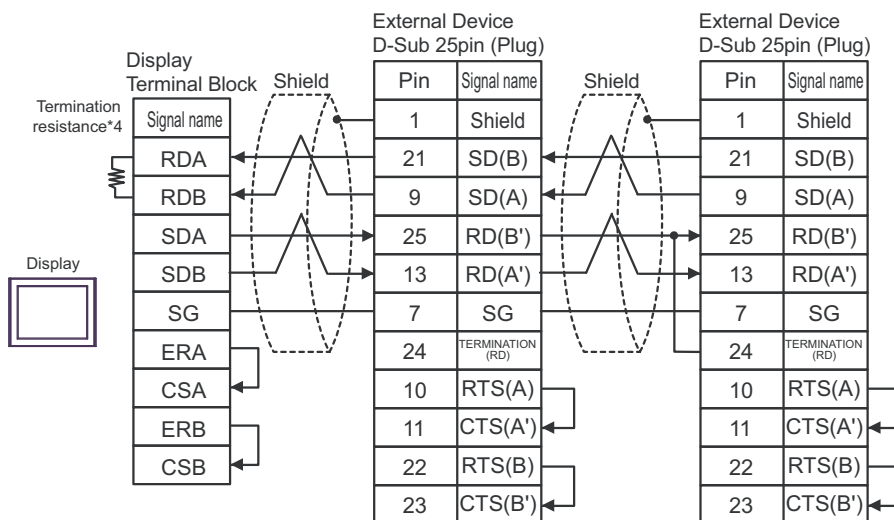 External Device
D-Sub 25pin (Plug)
External Device
D-Sub 25pin (Plug)
Display
Terminal Block
Shield
Shield
Termination
resistance*4
Signal name
RDA
RDB
SDA
SDB
SG
ERA
CSA
ERB
CSB
Display
Pin Signal name
1 Shield
21 SD(B)
9 SD(A)
25 RD(B')
13 RD(A')
7 SG
24 TERMINATION (RD)
10 RTS(A)
11 CTS(A')
22 RTS(B)
23 CTS(B')
Pin Signal name
1 Shield
21 SD(B)
9 SD(A)
25 RD(B')
13 RD(A')
7 SG
24 TERMINATION (RD)
10 RTS(A)
11 CTS(A')
22 RTS(B)
23 CTS(B')